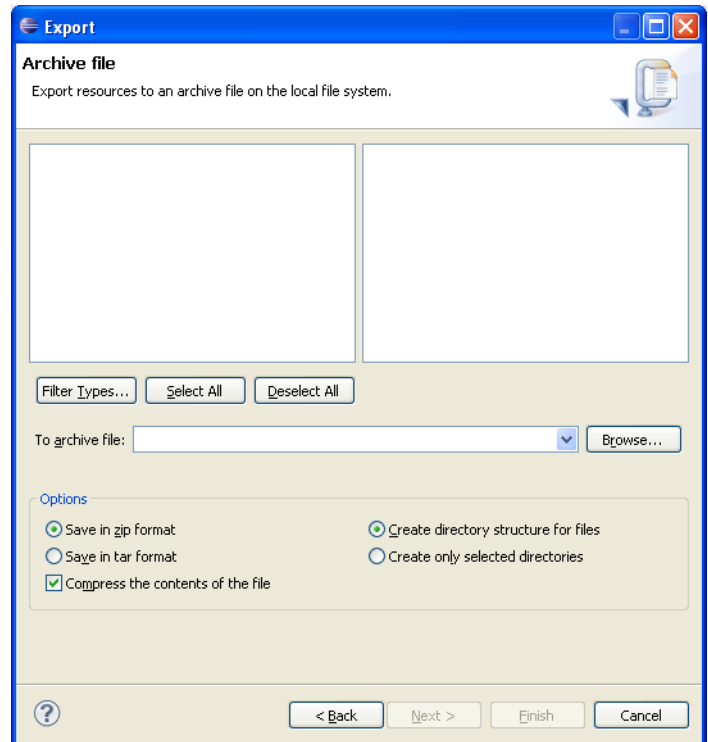 Export
Archive file
Export resources to an archive file on the local file system.
Filter Types... Select All Deselect All
To archive file: Browse...
Options
Save in zip format Create directory structure for files
Save in tar format Create only selected directories
Compress the contents of the file
? < Back Next > Finish Cancel